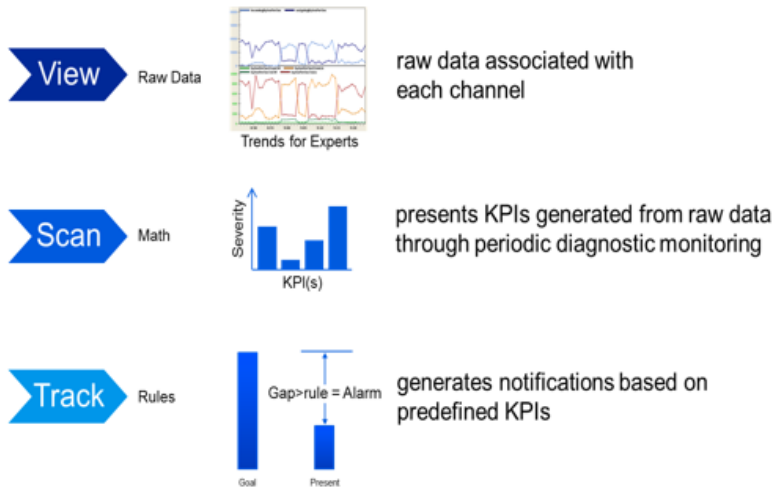 View
Raw Data
Trends for Experts
raw data associated with
each channel
Scan
Math
Severity
KPI(s)
presents KPIs generated from raw data
through periodic diagnostic monitoring
Track
Rules
Gap>rule = Alarm
Goal
Present
generates notifications based on
predefined KPIs